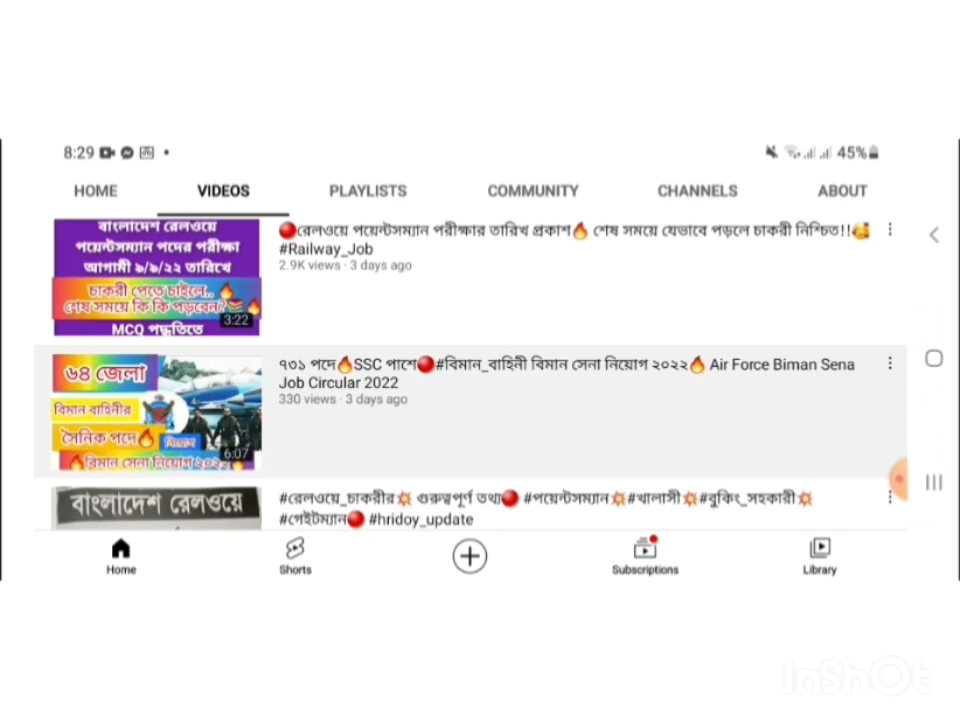 8:29 45%
HOME VIDEOS PLAYLISTS COMMUNITY CHANNELS ABOUT
বাংলাদেশ রেলওয়ে
পয়েন্টসম্যান পদের পরীক্ষা
আগামী ৯/৯/২২ তারিখে
চাকরী পেতে চাইলে..🔥
শেষ সময়ে কি কি পড়বেন?
3:22
MCQ পদ্ধতিতে
🔴রেলওয়ে পয়েন্টসম্যান পরীক্ষার তারিখ প্রকাশ🔥 শেষ সময়ে যেভাবে পড়লে চাকরী নিশ্চিত!!🥰
#Railway_Job
2.9K views · 3 days ago
৬৪ জেলা
বিমান বাহিনীর
সৈনিক পদে🔥
নিয়োগ
6:07
🔥বিমান সেনা নিয়োগ ২০২২🔥
৭৩১ পদে🔥SSC পাশে🔴#বিমান_বাহিনী বিমান সেনা নিয়োগ ২০২২🔥 Air Force Biman Sena
Job Circular 2022
330 views · 3 days ago
বাংলাদেশ রেলওয়ে
#রেলওয়ে_চাকরীর💥 গুরুত্বপূর্ণ তথ্য🔴 #পয়েন্টসম্যান💥#খালাসী💥#বুকিং_সহকারী💥
#গেইটম্যান🔴 #hridoy_update
Home Shorts Subscriptions Library
InShOt